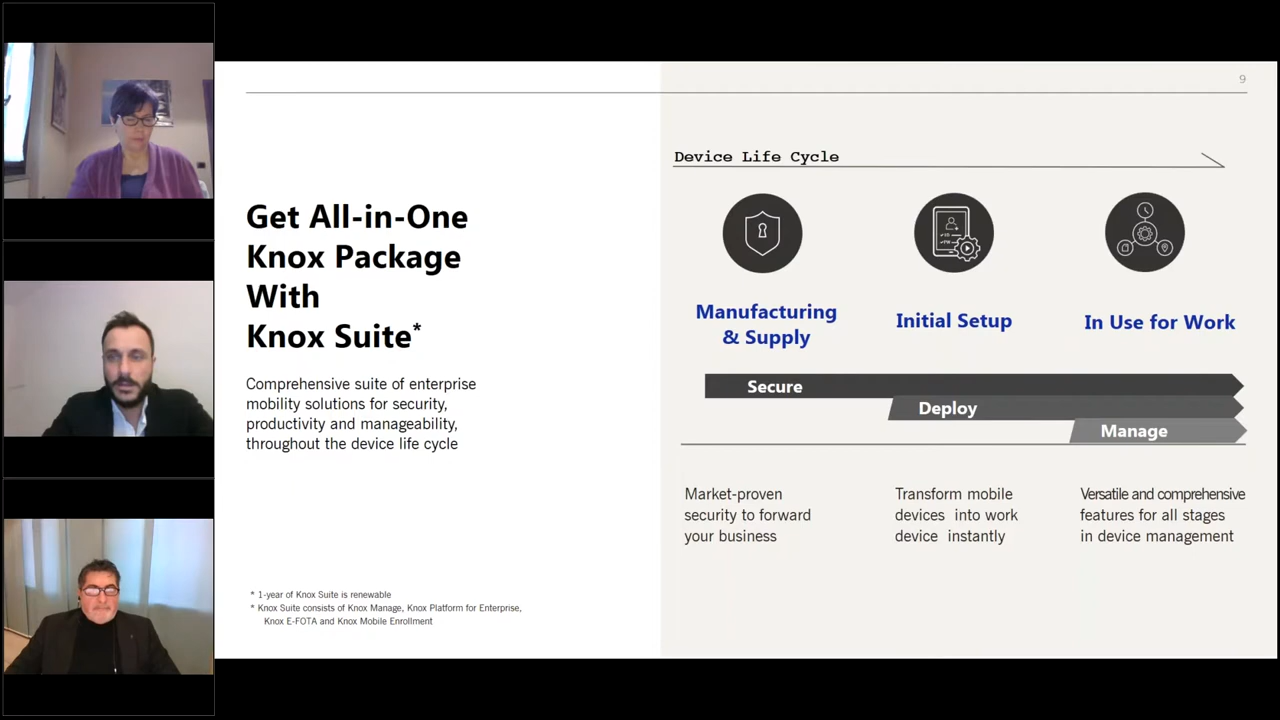 9
Get All-in-One
Knox Package
With
Knox Suite*
Comprehensive suite of enterprise
mobility solutions for security,
productivity and manageability,
throughout the device life cycle
* 1-year of Knox Suite is renewable
* Knox Suite consists of Knox Manage, Knox Platform for Enterprise,
Knox E-FOTA and Knox Mobile Enrollment
Device Life Cycle
Manufacturing
& Supply
Initial Setup
In Use for Work
Secure
Deploy
Manage
Market-proven
security to forward
your business
Transform mobile
devices into work
device instantly
Versatile and comprehensive
features for all stages
in device management